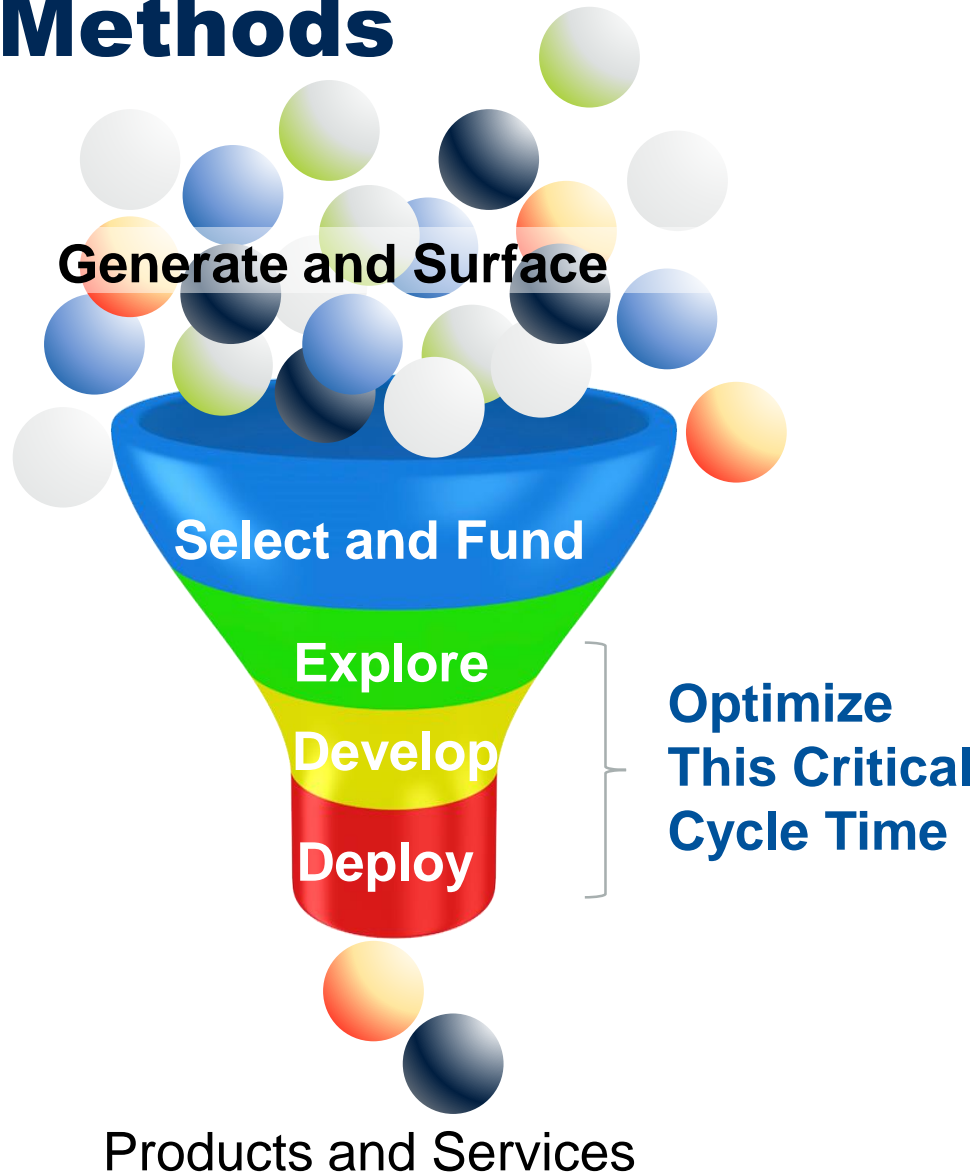 Methods
Generate and Surface
Select and Fund
Explore
Develop
Deploy
Optimize
This Critical
Cycle Time
Products and Services